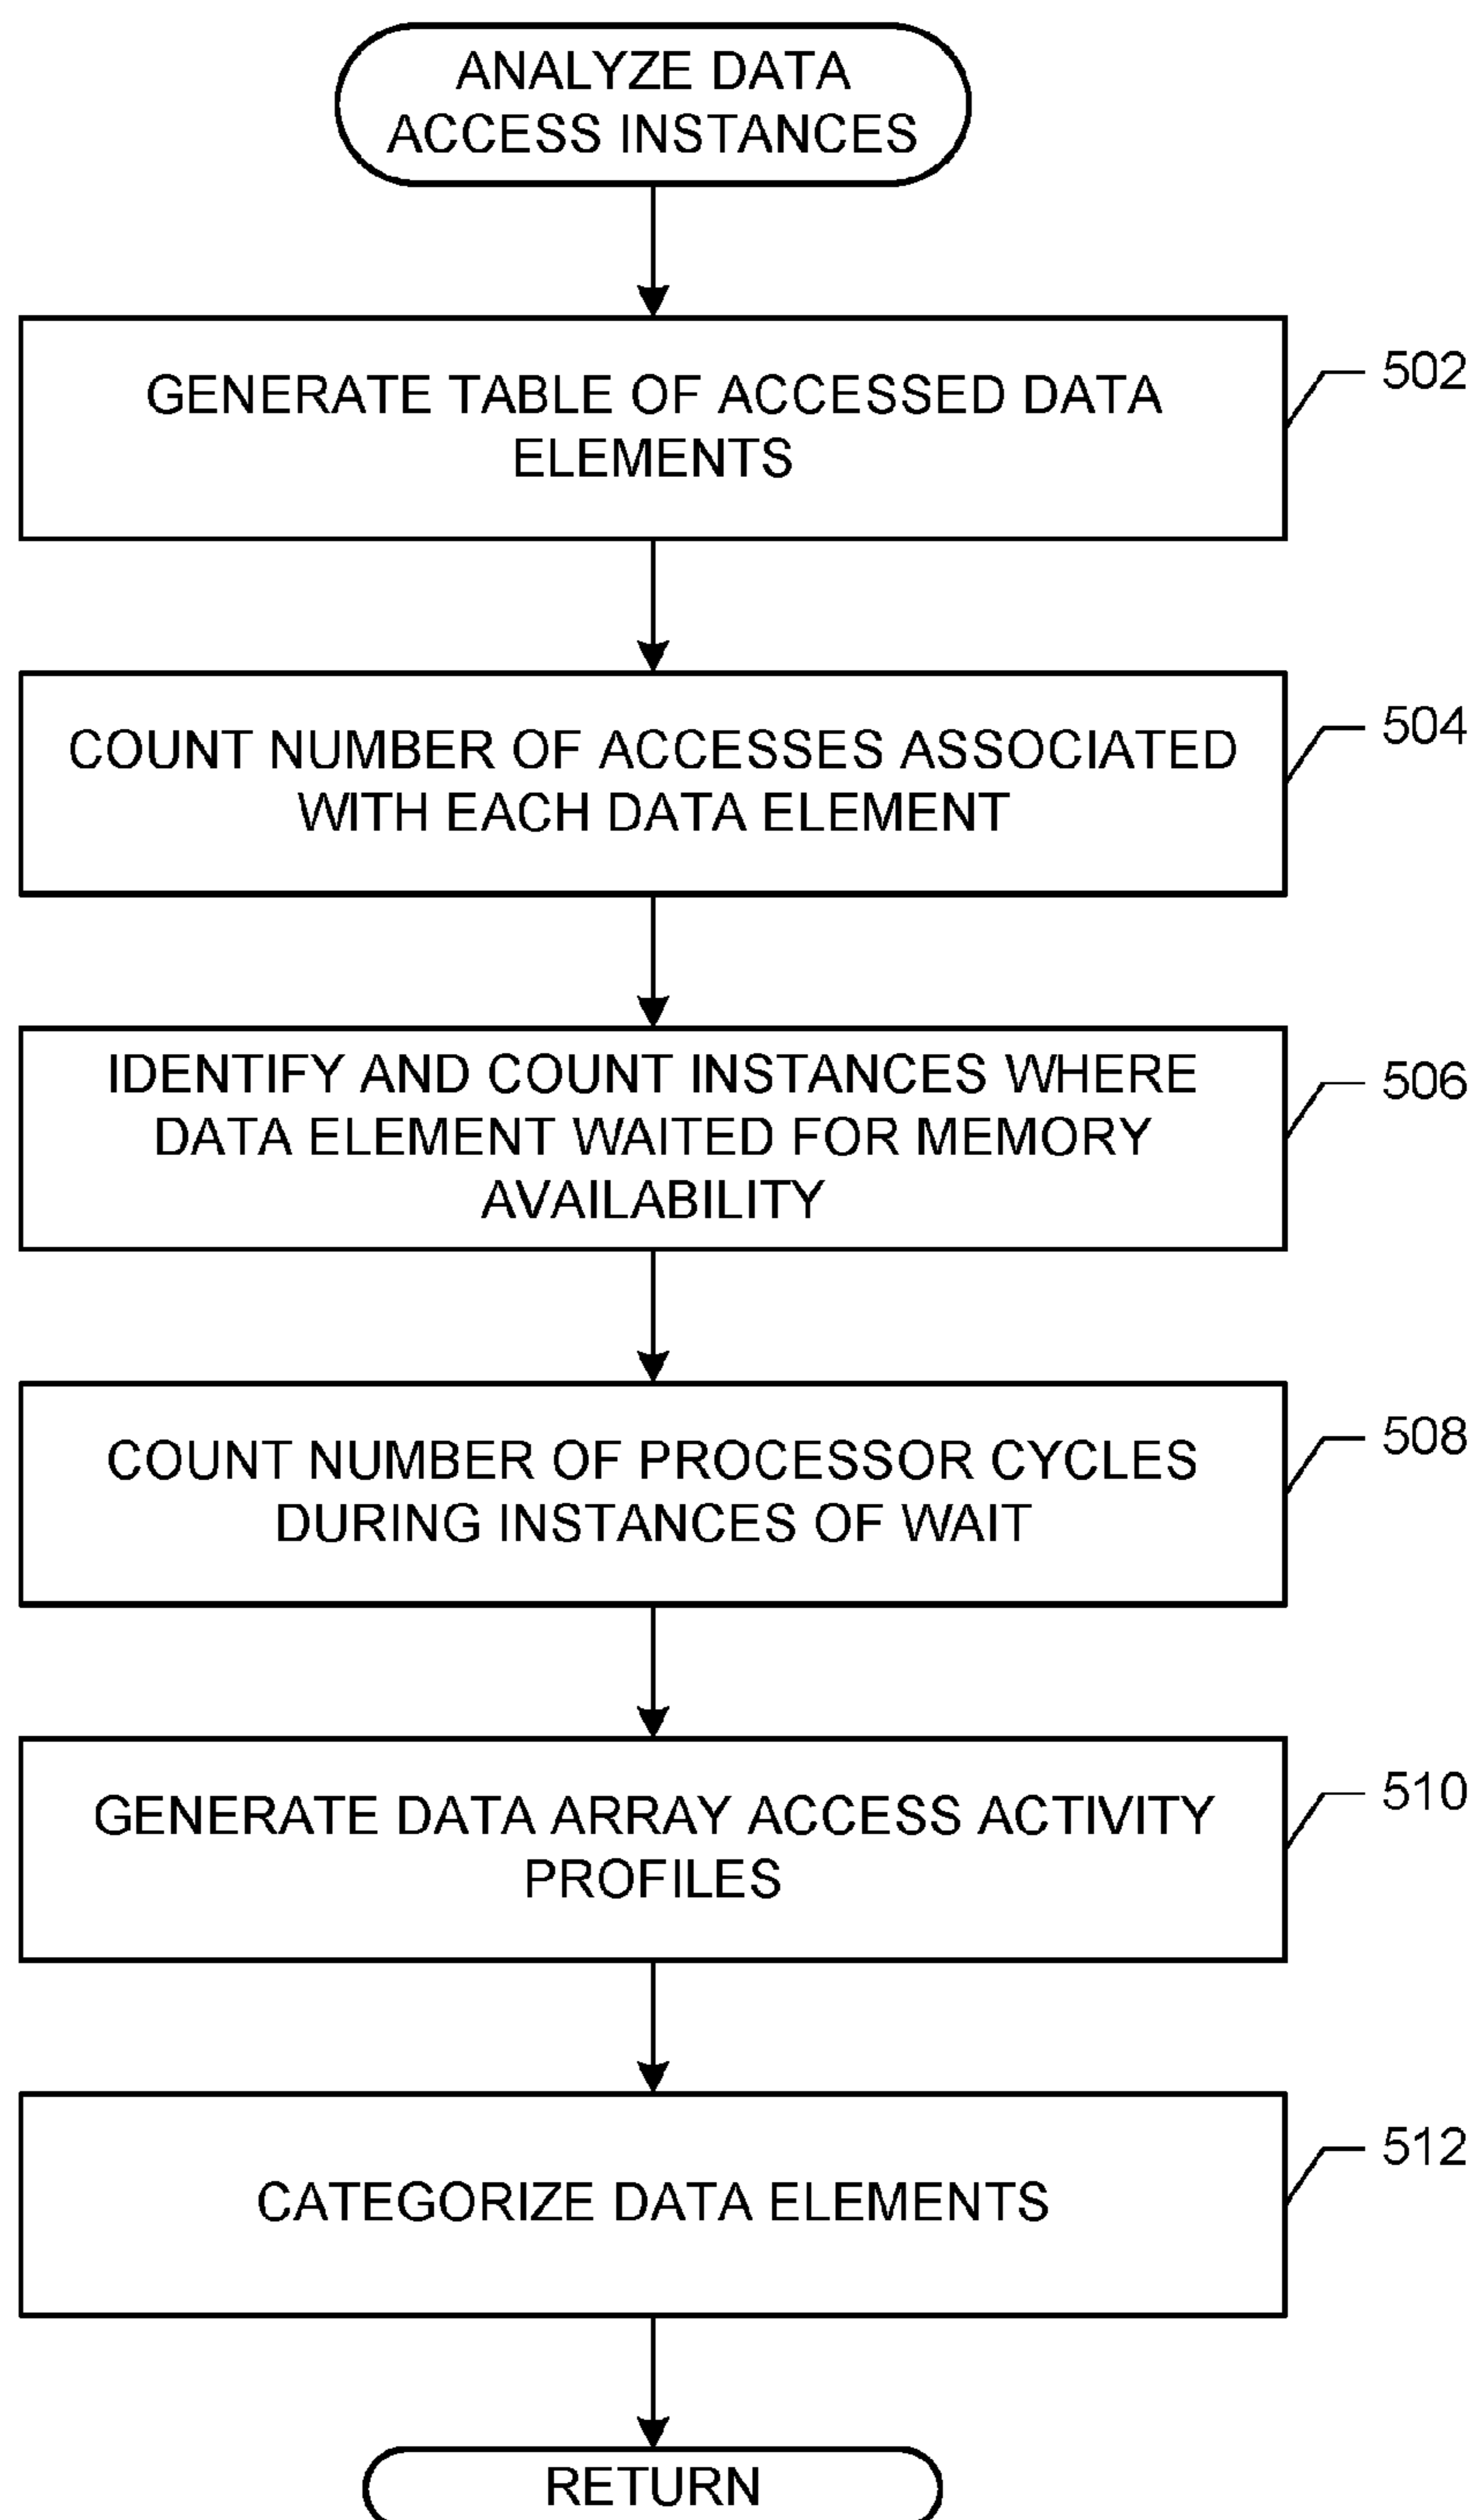 ANALYZE DATA
ACCESS INSTANCES
GENERATE TABLE OF ACCESSED DATA
ELEMENTS
502
COUNT NUMBER OF ACCESSES ASSOCIATED
WITH EACH DATA ELEMENT
504
IDENTIFY AND COUNT INSTANCES WHERE
DATA ELEMENT WAITED FOR MEMORY
AVAILABILITY
506
COUNT NUMBER OF PROCESSOR CYCLES
DURING INSTANCES OF WAIT
508
GENERATE DATA ARRAY ACCESS ACTIVITY
PROFILES
510
CATEGORIZE DATA ELEMENTS
512
RETURN